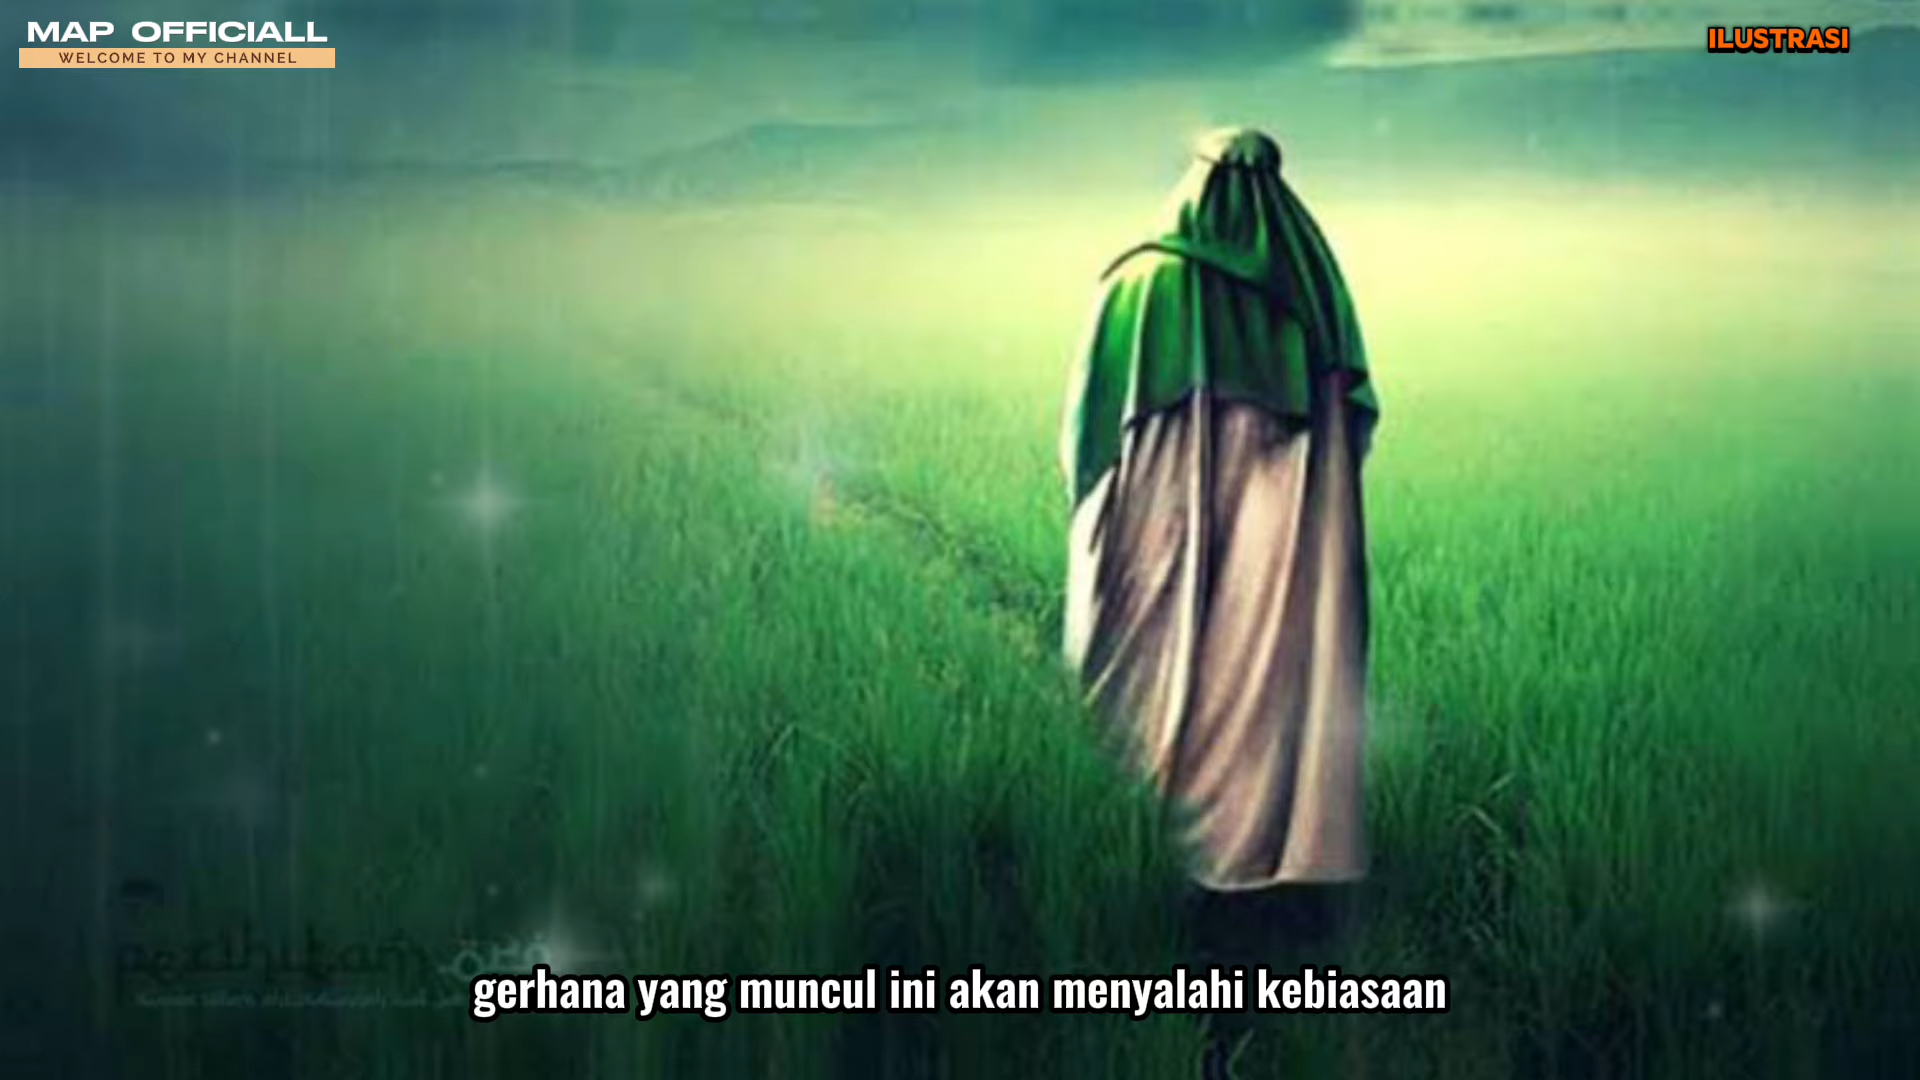 MAP OFFICIALL
WELCOME TO MY CHANNEL
ILUSTRASI
gerhana yang muncul ini akan menyalahi kebiasaan